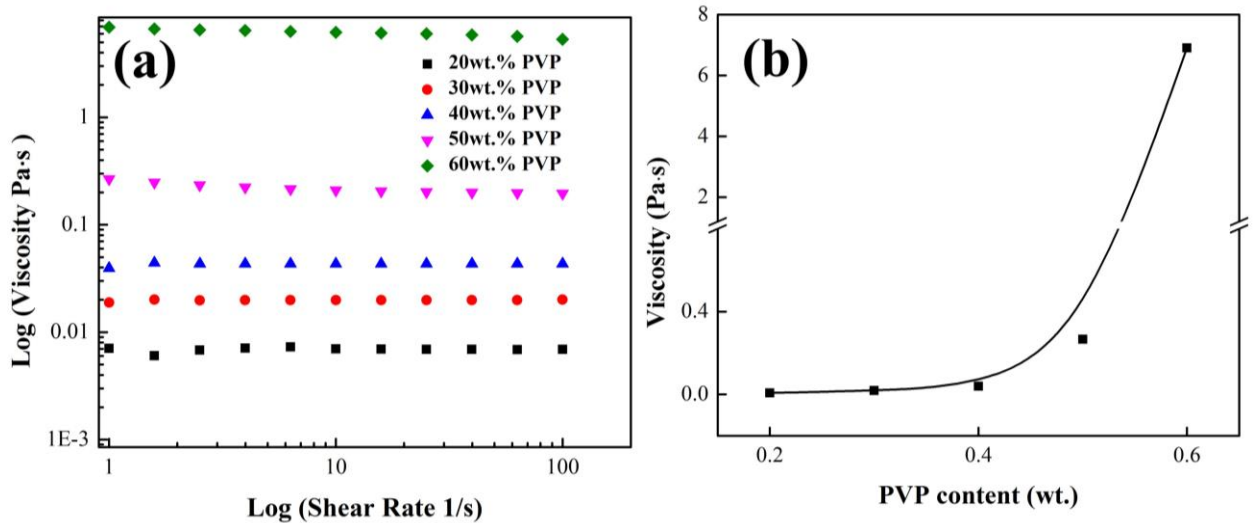 (a)
20wt.% PVP
30wt.% PVP
40wt.% PVP
50wt.% PVP
60wt.% PVP
1
0.1
0.01
1E-3
Log (Viscosity Pa·s )
1 10 100
Log (Shear Rate 1/s)
(b)
8
6
4
2
0.4
0.0
Viscosity (Pa·s)
0.2 0.4 0.6
PVP content (wt.)